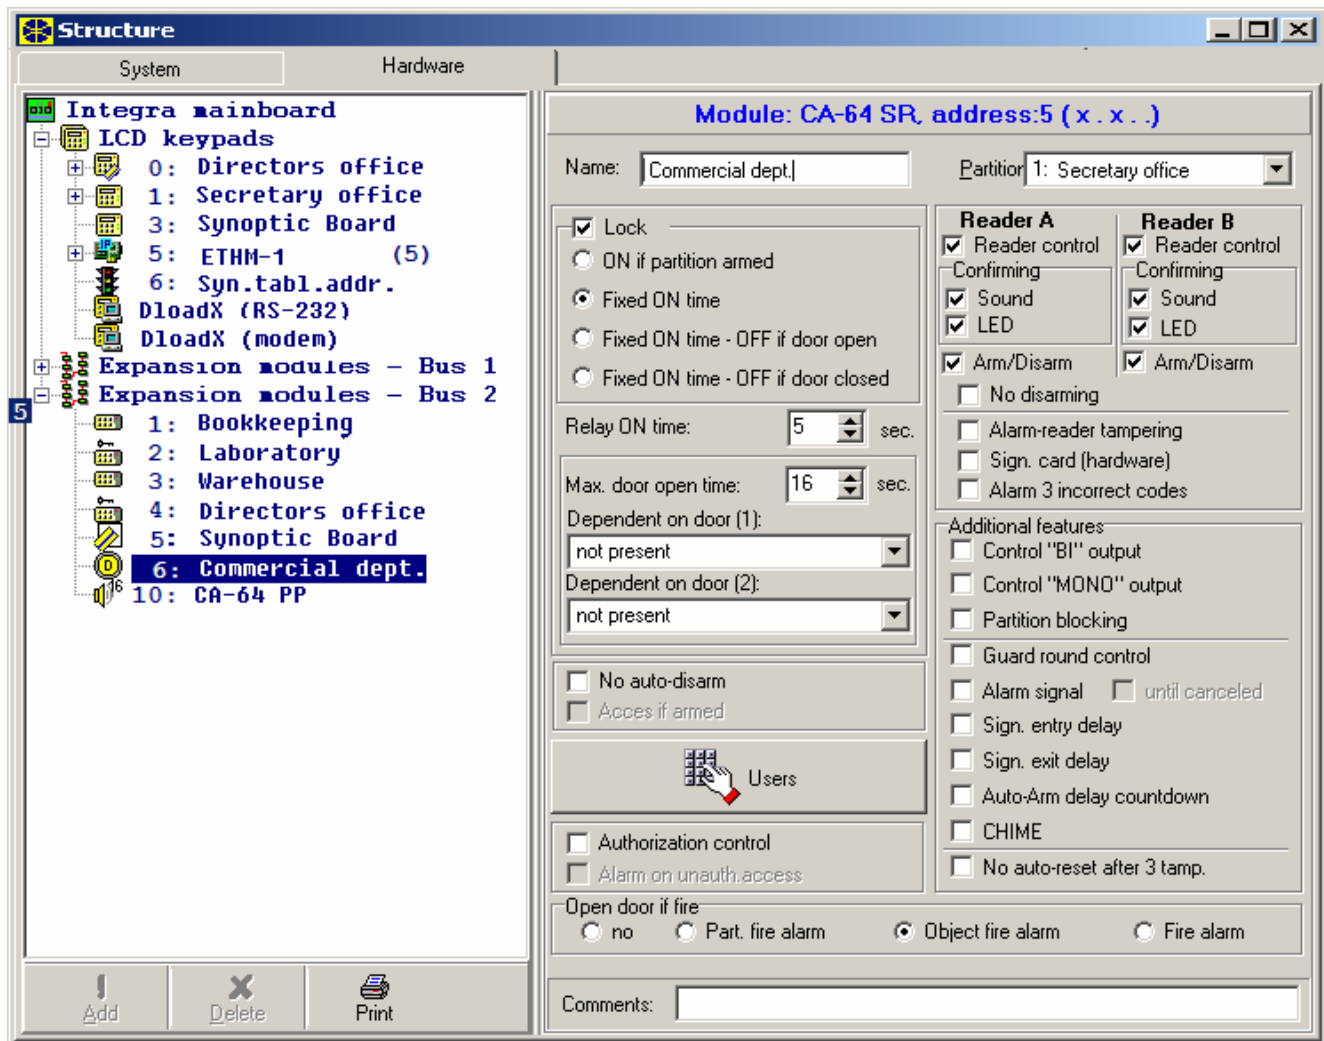 Structure
System Hardware
Integra mainboard
LCD keypads
0: Directors office
1: Secretary office
3: Synoptic Board
5: ETHM-1 (5)
6: Syn.tabl.addr.
DloadX (RS-232)
DloadX (modem)
Expansion modules – Bus 1
Expansion modules – Bus 2
5
1: Bookkeeping
2: Laboratory
3: Warehouse
4: Directors office
5: Synoptic Board
6: Commercial dept.
10: CA-64 PP
Add Delete Print
Module: CA-64 SR, address:5 ( x . x . .)
Name: Commercial dept. Partition 1: Secretary office
Lock
ON if partition armed
Fixed ON time
Fixed ON time - OFF if door open
Fixed ON time - OFF if door closed
Relay ON time: 5 sec.
Max. door open time: 16 sec.
Dependent on door (1):
not present
Dependent on door (2):
not present
No auto-disarm
Acces if armed
Users
Authorization control
Alarm on unauth.access
Reader A Reader B
Reader control Reader control
Confirming Confirming
Sound Sound
LED LED
Arm/Disarm Arm/Disarm
No disarming
Alarm-reader tampering
Sign. card (hardware)
Alarm 3 incorrect codes
Additional features
Control "BI" output
Control "MONO" output
Partition blocking
Guard round control
Alarm signal until canceled
Sign. entry delay
Sign. exit delay
Auto-Arm delay countdown
CHIME
No auto-reset after 3 tamp.
Open door if fire
no Part. fire alarm Object fire alarm Fire alarm
Comments: